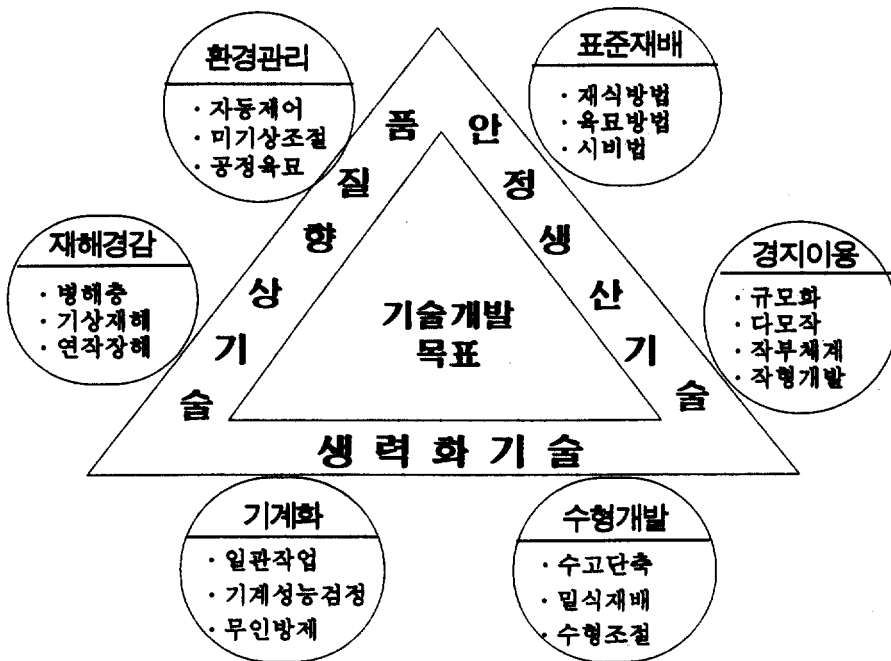 환경관리
· 자동제어
· 미기상조절
· 공정육묘
표준재배
· 재식방법
· 육묘방법
· 시비법
재해경감
· 병해충
· 기상재해
· 연작장해
경지이용
· 규모화
· 다모작
· 작부체계
· 작형개발
품질향상기술
안정생산기술
기술개발
목표
생력화기술
기계화
· 일관작업
· 기계성능검정
· 무인방제
수형개발
· 수고단축
· 밀식재배
· 수형조절